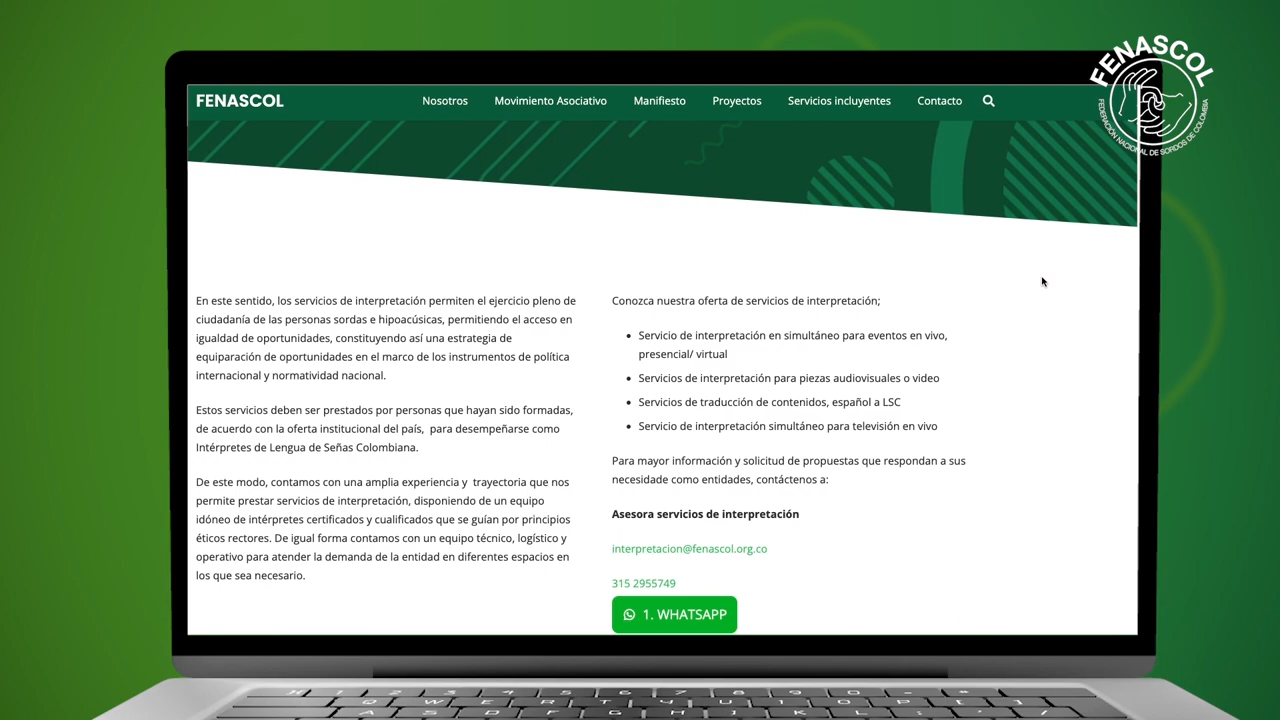 FENASCOL
FEDERACIÓN NACIONAL DE SORDOS DE COLOMBIA
FENASCOL Nosotros Movimiento Asociativo Manifiesto Proyectos Servicios incluyentes Contacto
En este sentido, los servicios de interpretación permiten el ejercicio pleno de
ciudadanía de las personas sordas e hipoacúsicas, permitiendo el acceso en
igualdad de oportunidades, constituyendo así una estrategia de
equiparación de oportunidades en el marco de los instrumentos de política
internacional y normatividad nacional.
Estos servicios deben ser prestados por personas que hayan sido formadas,
de acuerdo con la oferta institucional del país,  para desempeñarse como
Intérpretes de Lengua de Señas Colombiana.
De este modo, contamos con una amplia experiencia y  trayectoria que nos
permite prestar servicios de interpretación, disponiendo de un equipo
idóneo de intérpretes certificados y cualificados que se guían por principios
éticos rectores. De igual forma contamos con un equipo técnico, logístico y
operativo para atender la demanda de la entidad en diferentes espacios en
los que sea necesario.
Conozca nuestra oferta de servicios de interpretación;
• Servicio de interpretación en simultáneo para eventos en vivo,
presencial/ virtual
• Servicios de interpretación para piezas audiovisuales o video
• Servicios de traducción de contenidos, español a LSC
• Servicio de interpretación simultáneo para televisión en vivo
Para mayor información y solicitud de propuestas que respondan a sus
necesidade como entidades, contáctenos a:
Asesora servicios de interpretación
interpretacion@fenascol.org.co
315 2955749
1. WHATSAPP